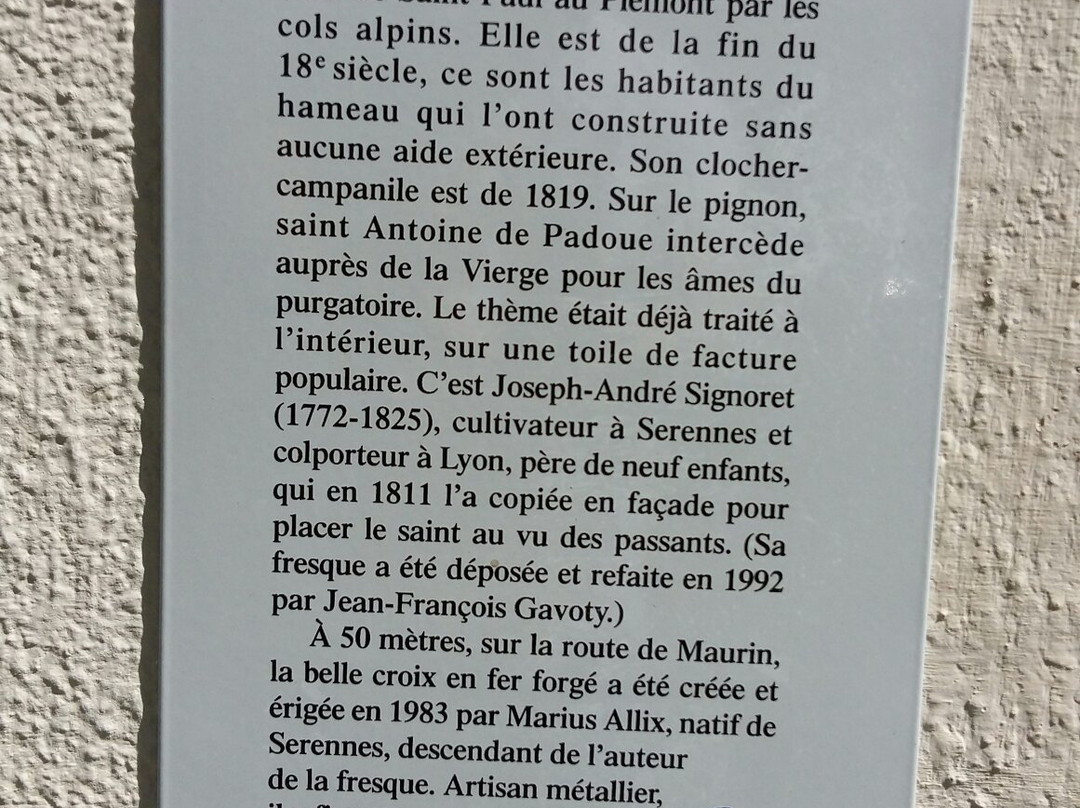 Saint Paul au Piémont par les
cols alpins. Elle est de la fin du
18e siècle, ce sont les habitants du
hameau qui l'ont construite sans
aucune aide extérieure. Son clocher-
campanile est de 1819. Sur le pignon,
saint Antoine de Padoue intercède
auprès de la Vierge pour les âmes du
purgatoire. Le thème était déjà traité à
l'intérieur, sur une toile de facture
populaire. C'est Joseph-André Signoret
(1772-1825), cultivateur à Serennes et
colporteur à Lyon, père de neuf enfants,
qui en 1811 l'a copiée en façade pour
placer le saint au vu des passants. (Sa
fresque a été déposée et refaite en 1992
par Jean-François Gavoty.)
À 50 mètres, sur la route de Maurin,
la belle croix en fer forgé a été créée et
érigée en 1983 par Marius Allix, natif de
Serennes, descendant de l'auteur
de la fresque. Artisan métallier,